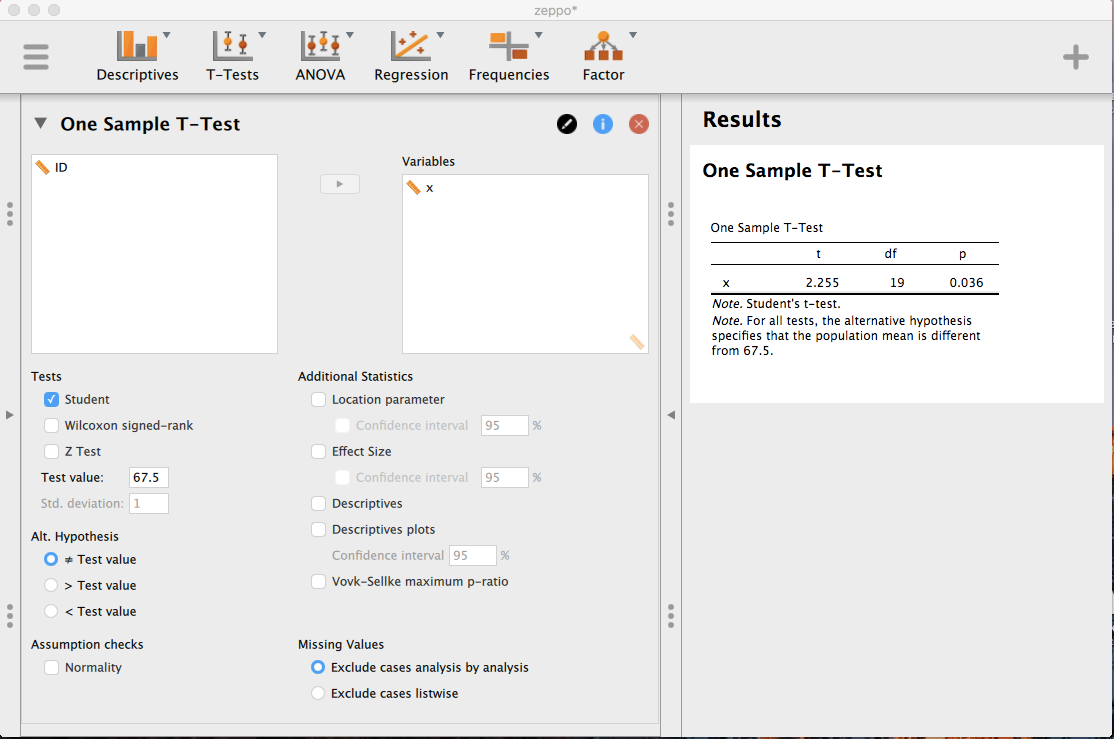 zeppo*
Descriptives
T-Tests
ANOVA
Regression
Frequencies
Factor
One Sample T-Test
ID
Variables
x
Tests
Student
Wilcoxon signed-rank
Z Test
Test value: 67.5
Std. deviation: 1
Alt. Hypothesis
≠ Test value
> Test value
< Test value
Assumption checks
Normality
Additional Statistics
Location parameter
Confidence interval 95 %
Effect Size
Confidence interval 95 %
Descriptives
Descriptives plots
Confidence interval 95 %
Vovk-Sellke maximum p-ratio
Missing Values
Exclude cases analysis by analysis
Exclude cases listwise
Results
One Sample T-Test
One Sample T-Test
t df p
x 2.255 19 0.036
Note. Student's t-test.
Note. For all tests, the alternative hypothesis
specifies that the population mean is different
from 67.5.